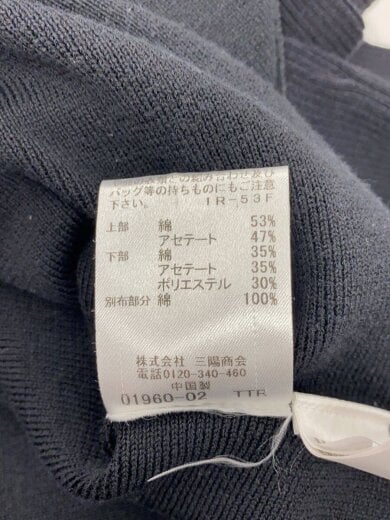 バッグ等の持ちものにもご注意
下さい。 IR-53F
上部 綿 53%
アセテート 47%
下部 綿 35%
アセテート 35%
ポリエステル 30%
別布部分 綿 100%
株式会社 三陽商会
電話0120-340-460
中国製
01960-02 TTR